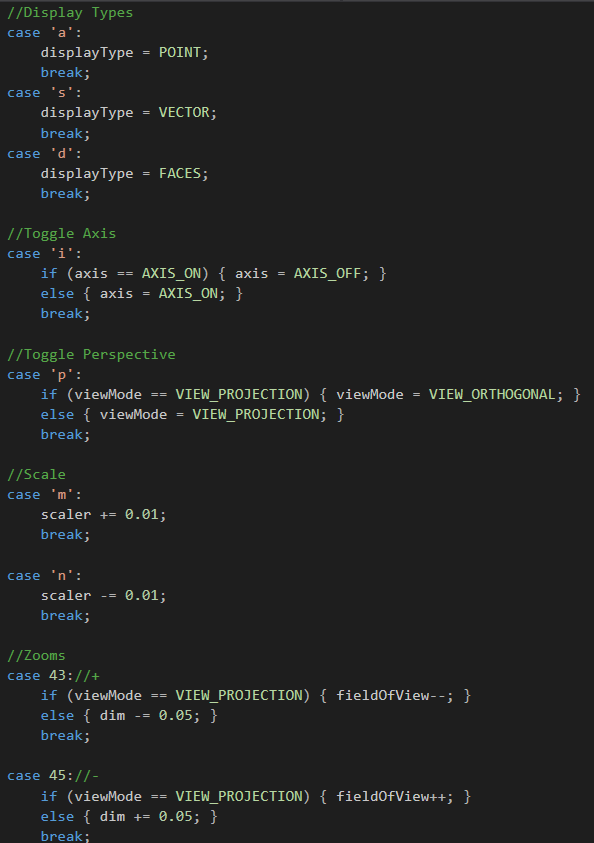 //Display Types
case 'a':
    displayType = POINT;
    break;
case 's':
    displayType = VECTOR;
    break;
case 'd':
    displayType = FACES;
    break;

//Toggle Axis
case 'i':
    if (axis == AXIS_ON) { axis = AXIS_OFF; }
    else { axis = AXIS_ON; }
    break;

//Toggle Perspective
case 'p':
    if (viewMode == VIEW_PROJECTION) { viewMode = VIEW_ORTHOGONAL; }
    else { viewMode = VIEW_PROJECTION; }
    break;

//Scale
case 'm':
    scaler += 0.01;
    break;

case 'n':
    scaler -= 0.01;
    break;

//Zooms
case 43://+
    if (viewMode == VIEW_PROJECTION) { fieldOfView--; }
    else { dim -= 0.05; }
    break;

case 45://-
    if (viewMode == VIEW_PROJECTION) { fieldOfView++; }
    else { dim += 0.05; }
    break;